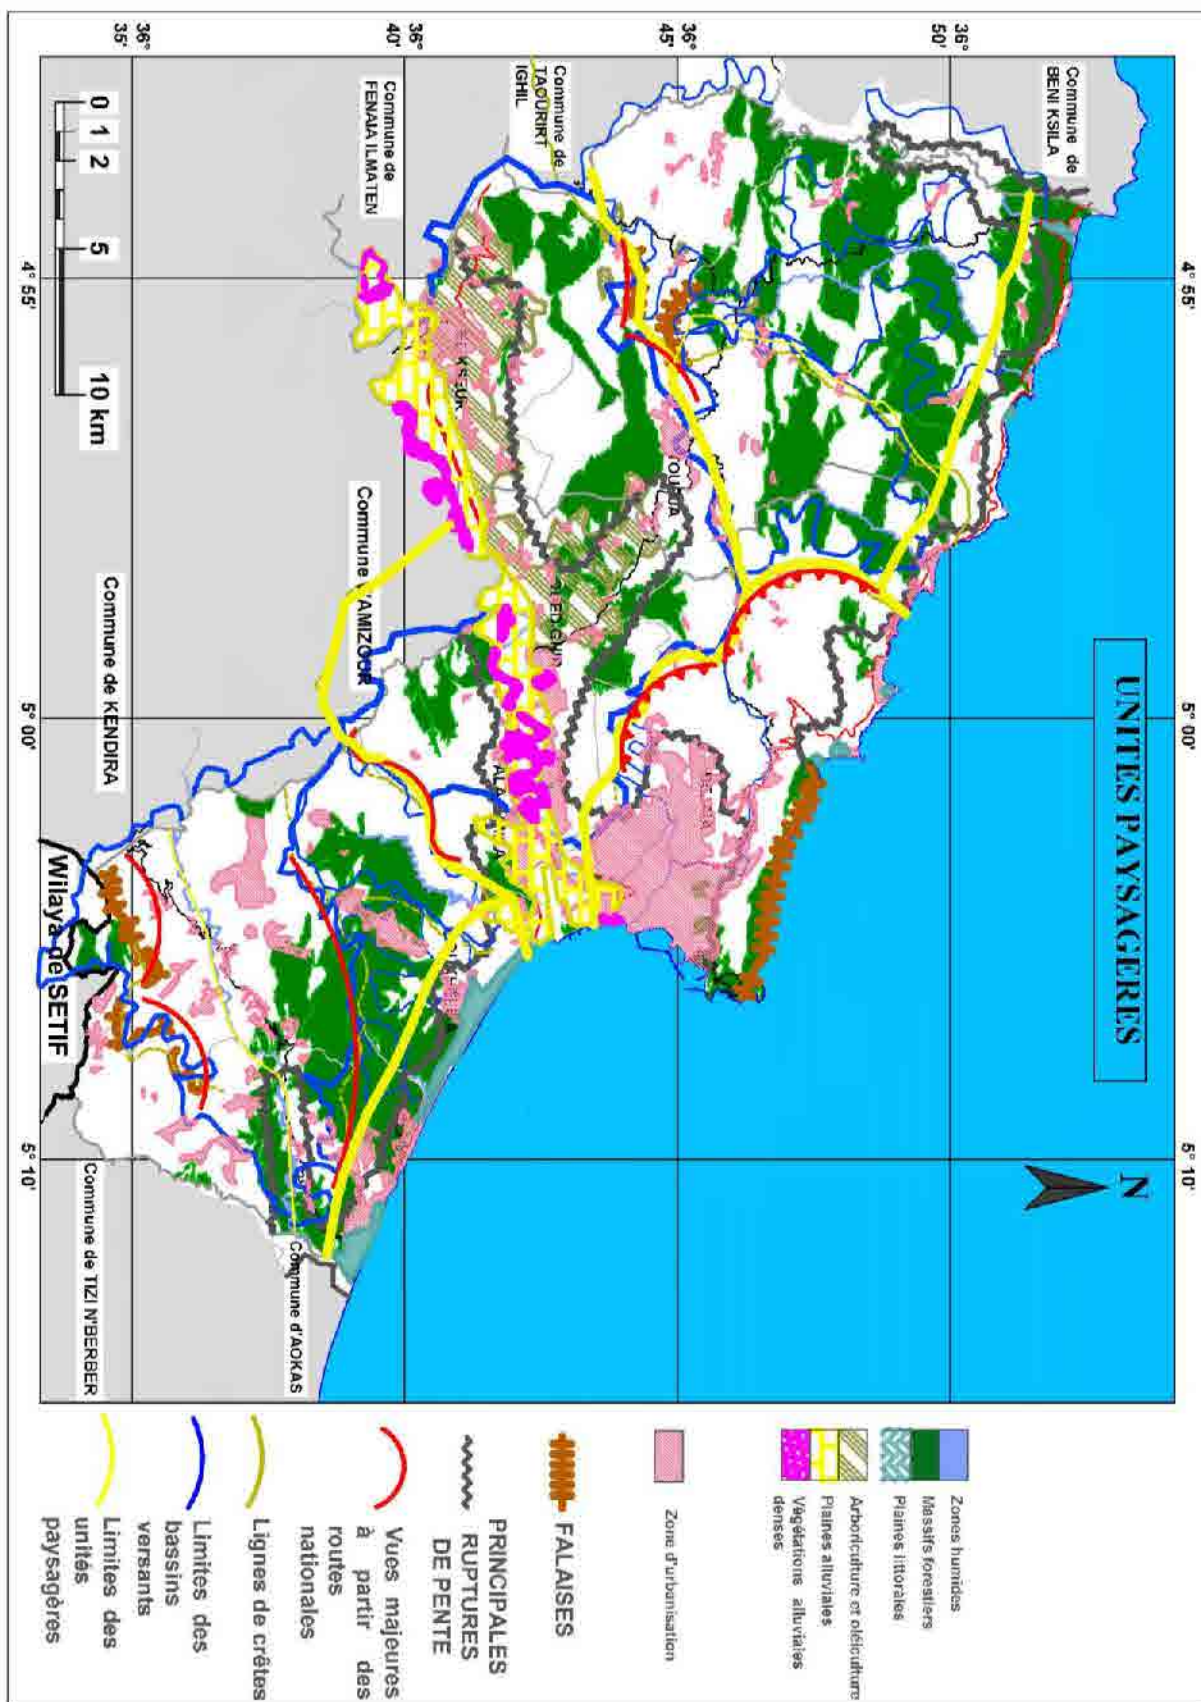 UNITES PAYSAGERES
N
Commune de
BENI KSILA
Commune de
TAOURIRT
IGHIL
Commune de
FENAIA ILMATEN
Commune d'AMIZOUR
Commune de KENDIRA
Wilaya de SETIF
Commune de TIZI N'BERBER
Commune d'AOKAS
36°
50'
36°
45'
36°
40'
36°
35'
4° 55'
5° 00'
5° 10'
0 1 2 5 10 km
Zones humides
Massifs forestiers
Plaines littorales
Arboriculture et oléiculture
Plaines alluviales
Végétations alluviales
denses
Zone d'urbanisation
FALAISES
PRINCIPALES
RUPTURES
DE PENTE
Vues majeures
à partir des
routes
nationales
Lignes de crêtes
Limites des
bassins
versants
Limites des
unités
paysagères